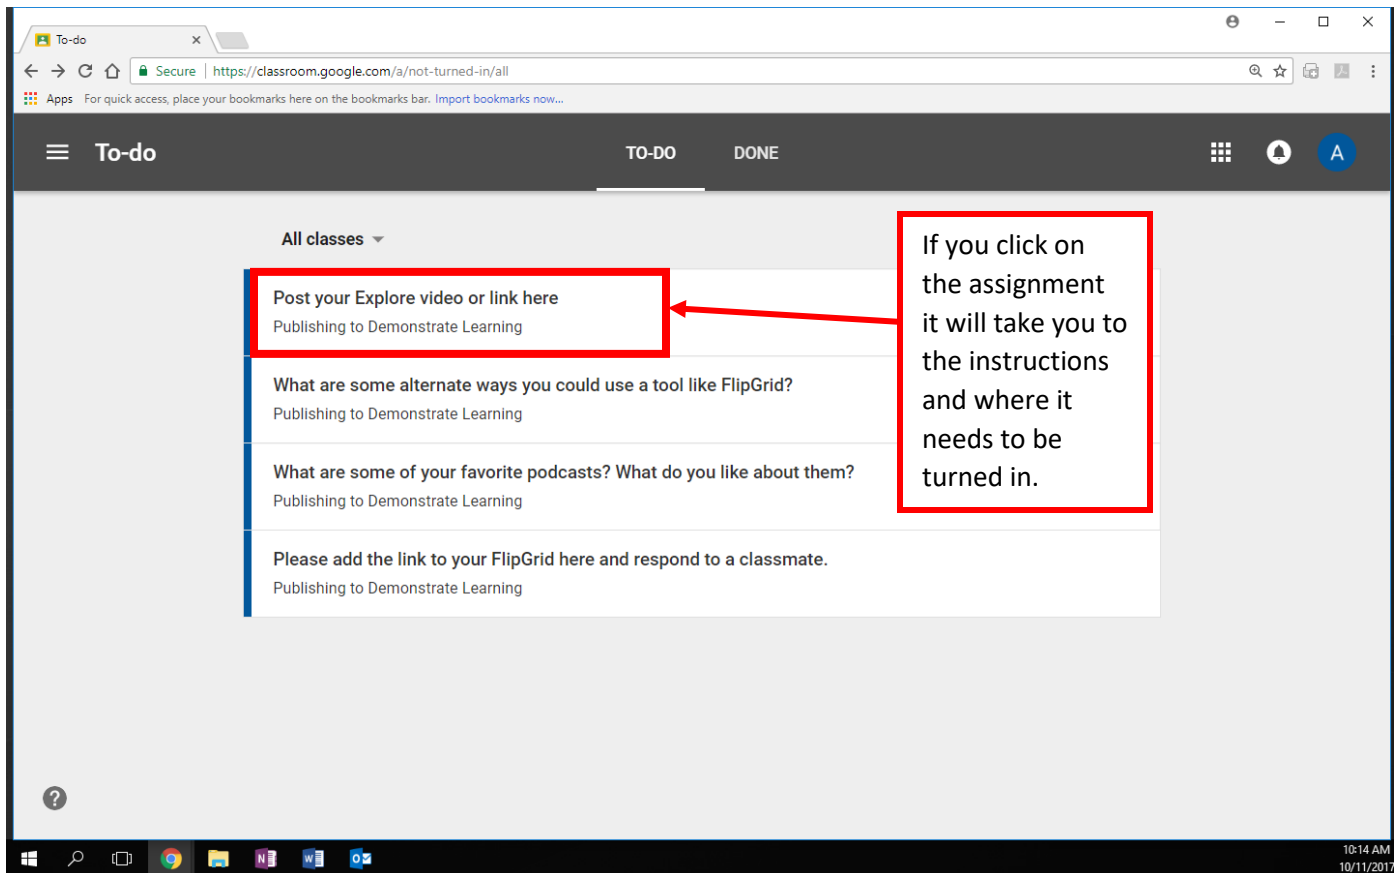 To-do
Secure | https://classroom.google.com/a/not-turned-in/all
Apps For quick access, place your bookmarks here on the bookmarks bar. Import bookmarks now...
To-do TO-DO DONE A
All classes
Post your Explore video or link here
Publishing to Demonstrate Learning
What are some alternate ways you could use a tool like FlipGrid?
Publishing to Demonstrate Learning
What are some of your favorite podcasts? What do you like about them?
Publishing to Demonstrate Learning
Please add the link to your FlipGrid here and respond to a classmate.
Publishing to Demonstrate Learning
If you click on
the assignment
it will take you to
the instructions
and where it
needs to be
turned in.
?
10:14 AM
10/11/2017